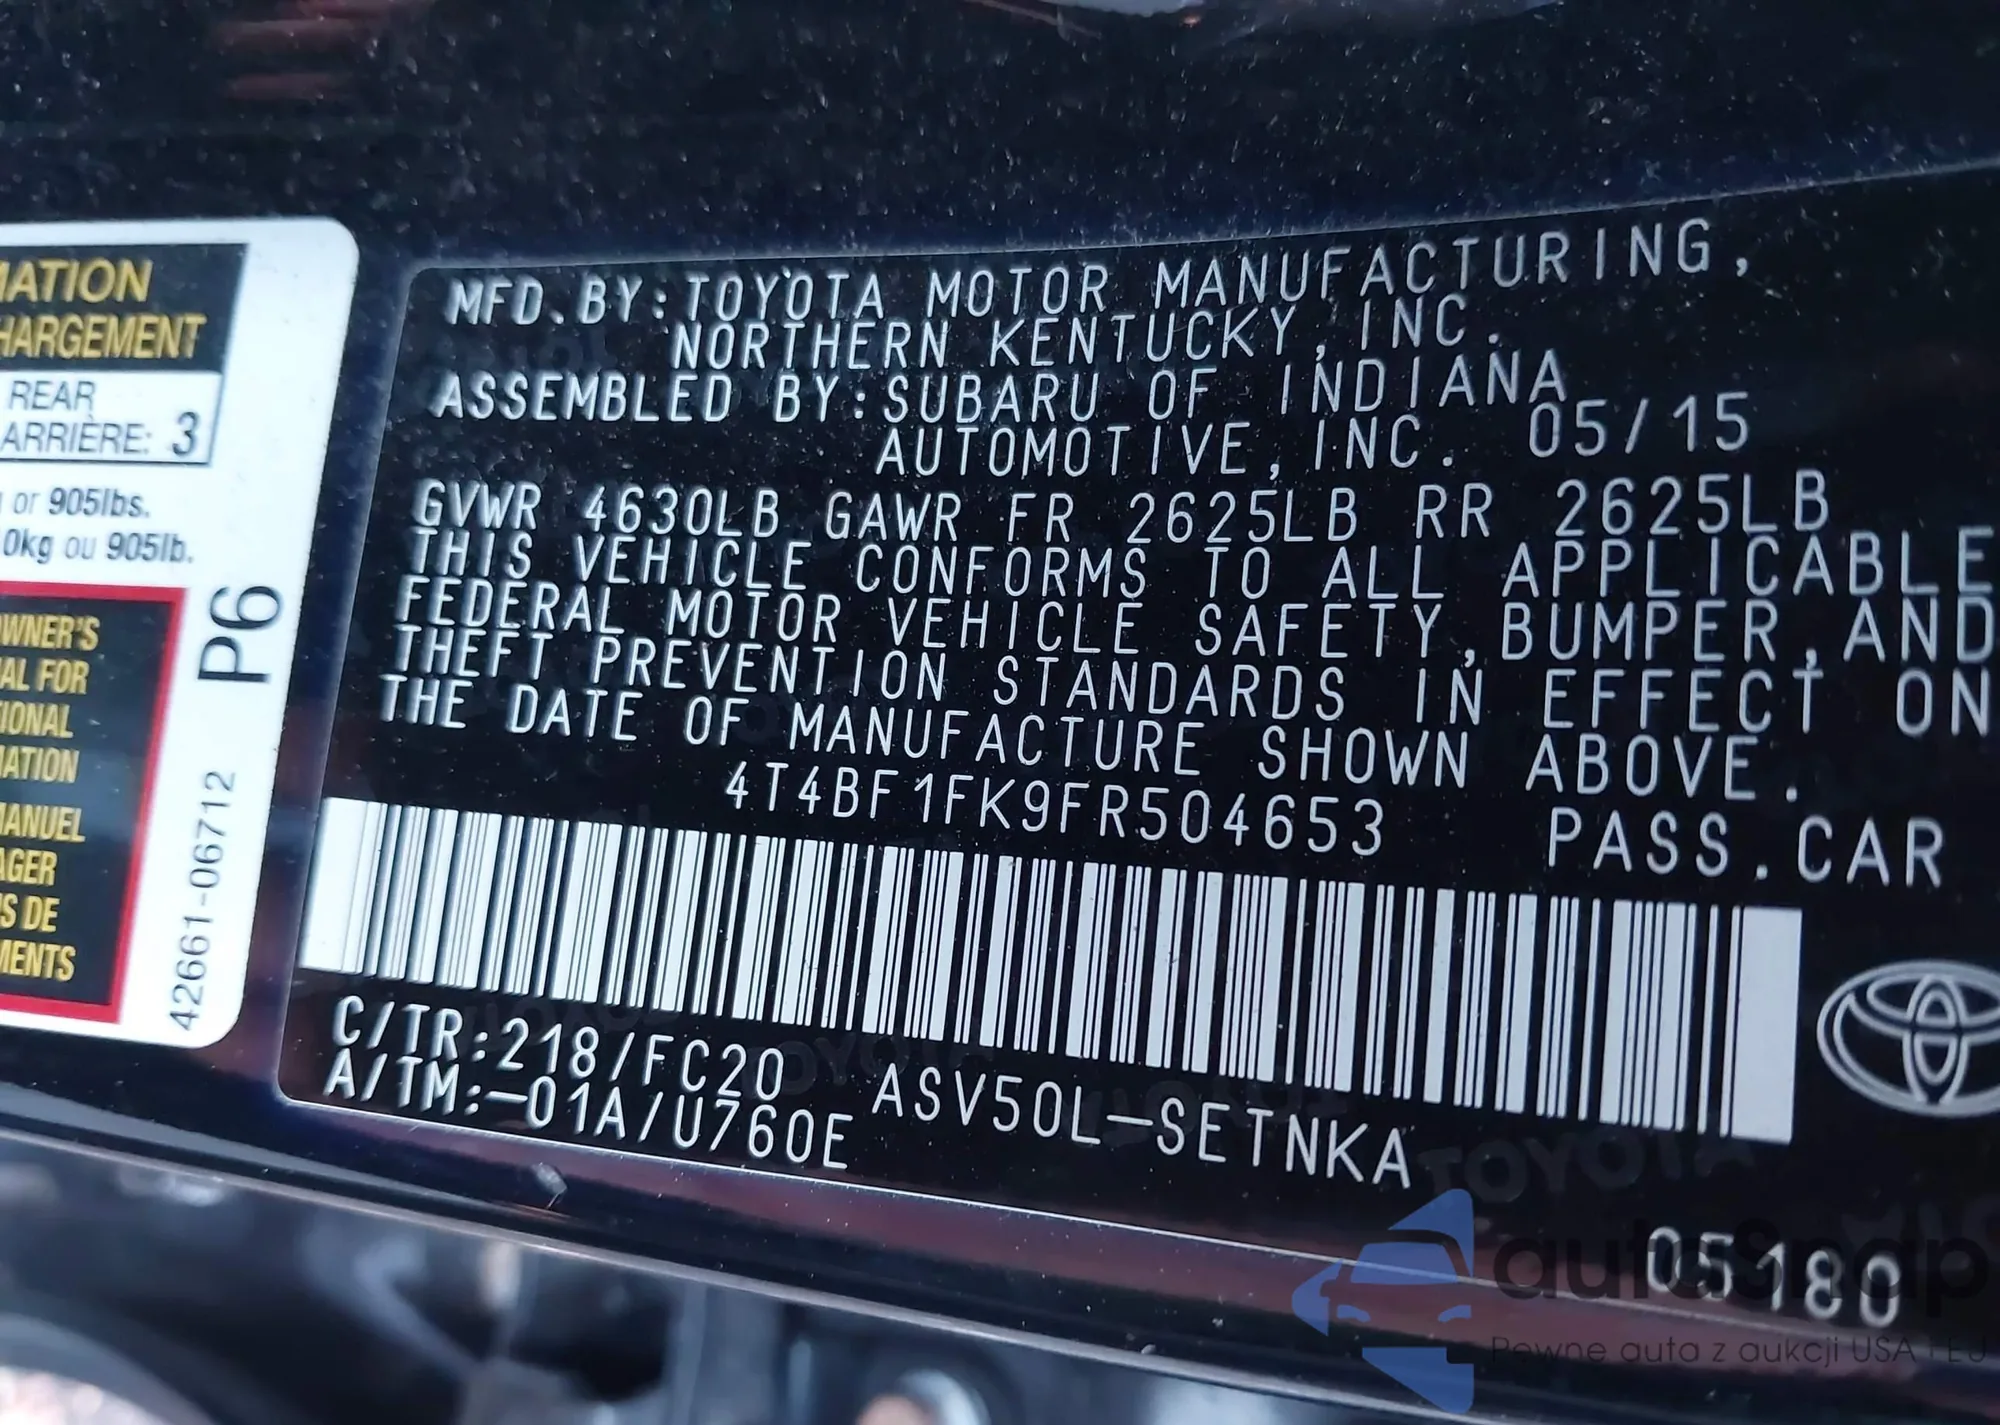 MATION
HARGEMENT
REAR
ARRIÈRE: 3
or 905lbs.
0kg ou 905lb.
OWNER'S
AL FOR
TIONAL
MATION
MANUEL
AGER
S DE
MENTS
P6
42661-06712
MFD.BY:TOYOTA MOTOR MANUFACTURING,
NORTHERN KENTUCKY,INC.
ASSEMBLED BY:SUBARU OF INDIANA
AUTOMOTIVE,INC. 05/15
GVWR 4630LB GAWR FR 2625LB RR 2625LB
THIS VEHICLE CONFORMS TO ALL APPLICABLE
FEDERAL MOTOR VEHICLE SAFETY,BUMPER,AND
THEFT PREVENTION STANDARDS IN EFFECT ON
THE DATE OF MANUFACTURE SHOWN ABOVE.
4T4BF1FK9FR504653 PASS.CAR
C/TR:218/FC20 ASV50L-SETNKA
A/TM:-01A/U760E
TOYOTA
05180
autosnap
Pewne auta z aukcji USA i EU